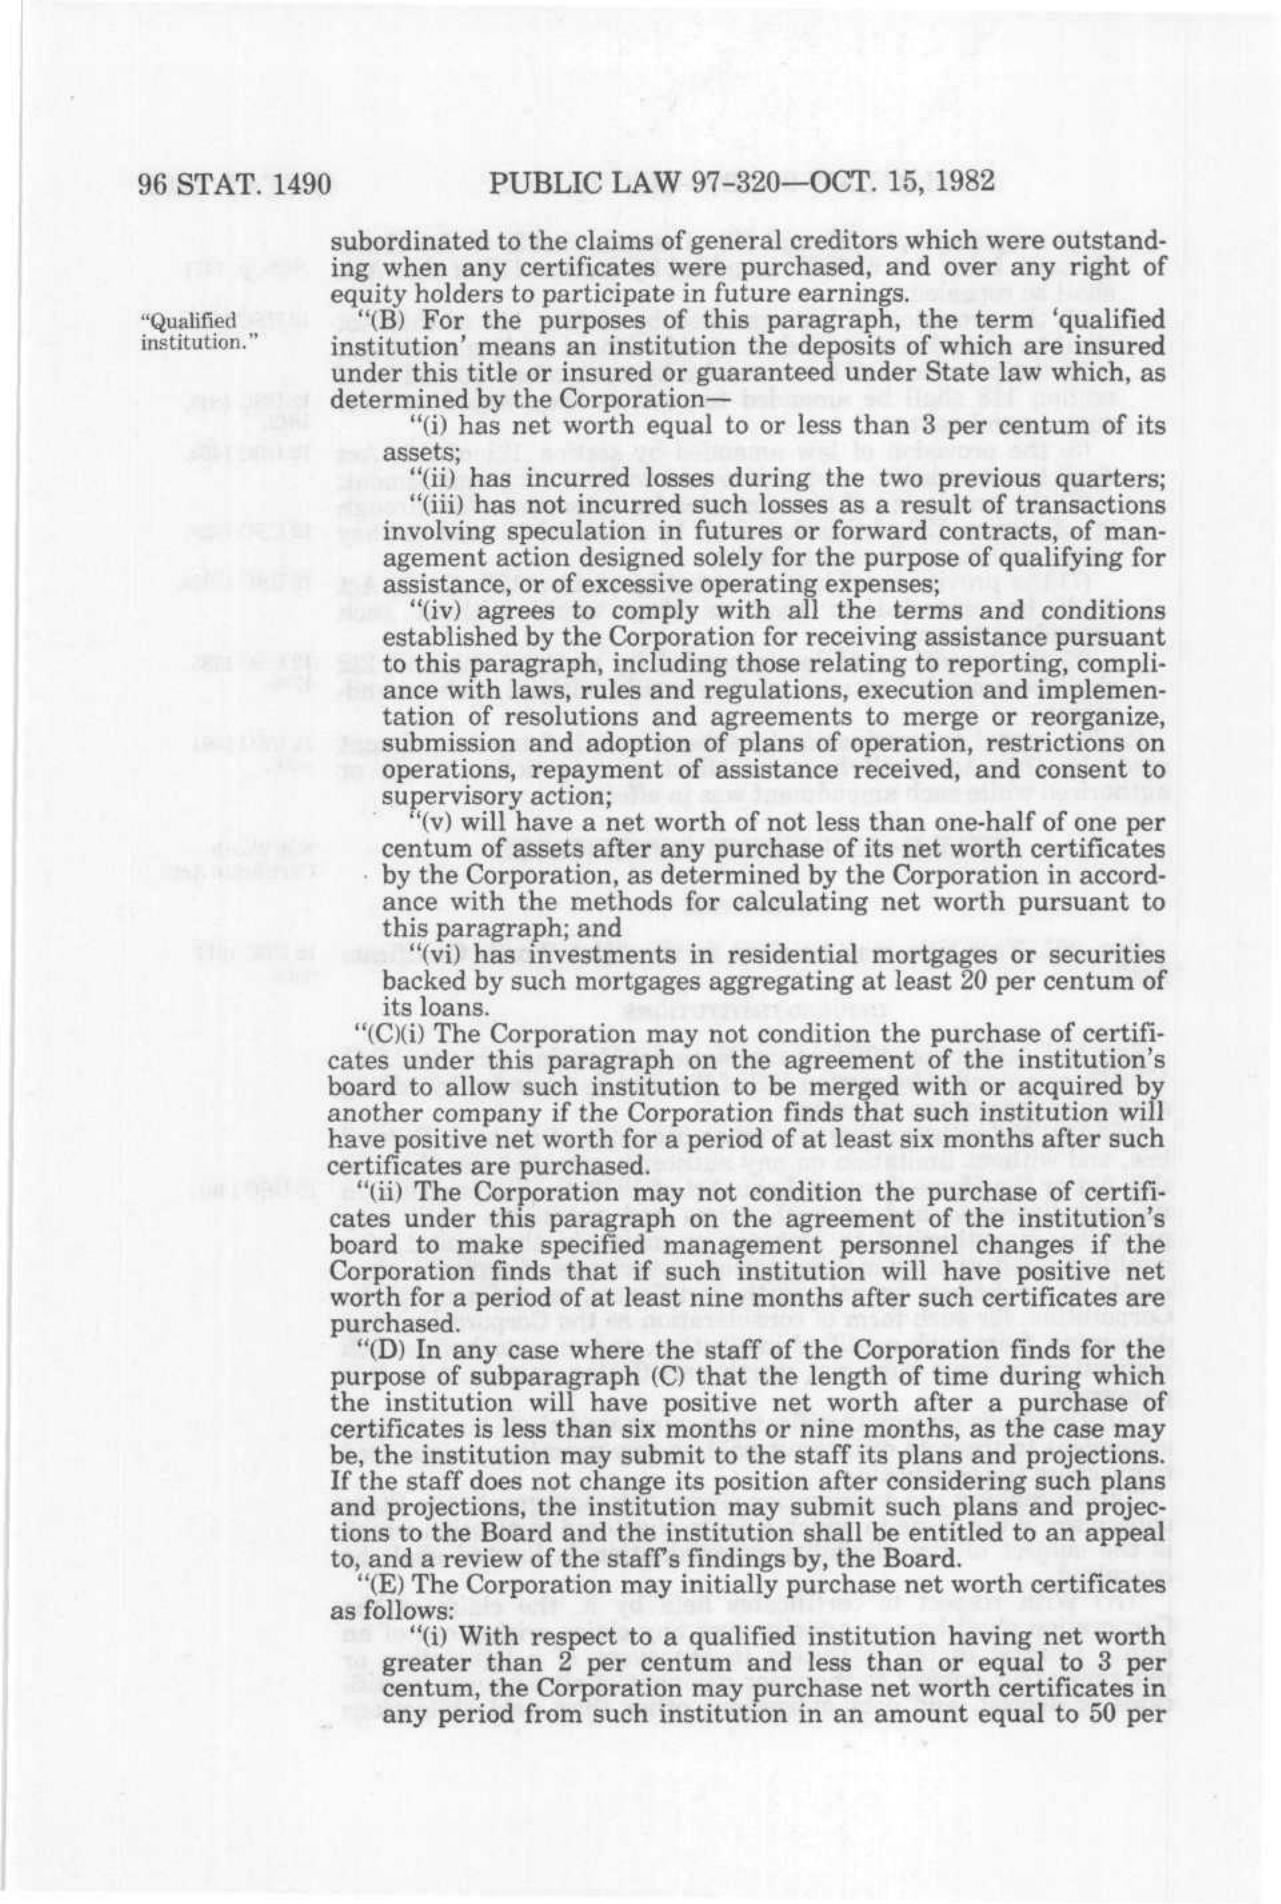 96 STAT. 1490 PUBLIC LAW 97-320—OCT. 15, 1982
subordinated to the claims of general creditors which were outstand-
ing when any certificates were purchased, and over any right of
equity holders to participate in future earnings.
“Qualified
institution.”
“(B) For the purposes of this paragraph, the term ‘qualified
institution’ means an institution the deposits of which are insured
under this title or insured or guaranteed under State law which, as
determined by the Corporation—
“(i) has net worth equal to or less than 3 per centum of its
assets;
“(ii) has incurred losses during the two previous quarters;
“(iii) has not incurred such losses as a result of transactions
involving speculation in futures or forward contracts, of man-
agement action designed solely for the purpose of qualifying for
assistance, or of excessive operating expenses;
“(iv) agrees to comply with all the terms and conditions
established by the Corporation for receiving assistance pursuant
to this paragraph, including those relating to reporting, compli-
ance with laws, rules and regulations, execution and implemen-
tation of resolutions and agreements to merge or reorganize,
submission and adoption of plans of operation, restrictions on
operations, repayment of assistance received, and consent to
supervisory action;
“(v) will have a net worth of not less than one-half of one per
centum of assets after any purchase of its net worth certificates
by the Corporation, as determined by the Corporation in accord-
ance with the methods for calculating net worth pursuant to
this paragraph; and
“(vi) has investments in residential mortgages or securities
backed by such mortgages aggregating at least 20 per centum of
its loans.
“(C)(i) The Corporation may not condition the purchase of certifi-
cates under this paragraph on the agreement of the institution’s
board to allow such institution to be merged with or acquired by
another company if the Corporation finds that such institution will
have positive net worth for a period of at least six months after such
certificates are purchased.
“(ii) The Corporation may not condition the purchase of certifi-
cates under this paragraph on the agreement of the institution’s
board to make specified management personnel changes if the
Corporation finds that if such institution will have positive net
worth for a period of at least nine months after such certificates are
purchased.
“(D) In any case where the staff of the Corporation finds for the
purpose of subparagraph (C) that the length of time during which
the institution will have positive net worth after a purchase of
certificates is less than six months or nine months, as the case may
be, the institution may submit to the staff its plans and projections.
If the staff does not change its position after considering such plans
and projections, the institution may submit such plans and projec-
tions to the Board and the institution shall be entitled to an appeal
to, and a review of the staff’s findings by, the Board.
“(E) The Corporation may initially purchase net worth certificates
as follows:
“(i) With respect to a qualified institution having net worth
greater than 2 per centum and less than or equal to 3 per
centum, the Corporation may purchase net worth certificates in
any period from such institution in an amount equal to 50 per